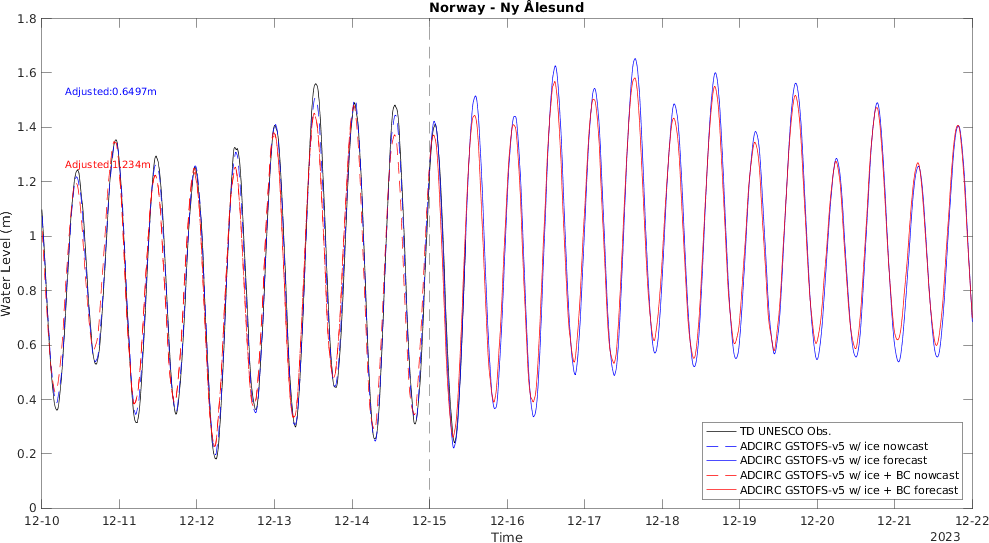 Norway - Ny Ålesund
1.8
1.6
1.4
1.2
1
0.8
0.6
0.4
0.2
0
Water Level (m)
Adjusted:0.6497m
Adjusted:1.234m
TD UNESCO Obs.
ADCIRC GSTOFS-v5 w/ ice nowcast
ADCIRC GSTOFS-v5 w/ ice forecast
ADCIRC GSTOFS-v5 w/ ice + BC nowcast
ADCIRC GSTOFS-v5 w/ ice + BC forecast
12-10 12-11 12-12 12-13 12-14 12-15 12-16 12-17 12-18 12-19 12-20 12-21 12-22
Time
2023